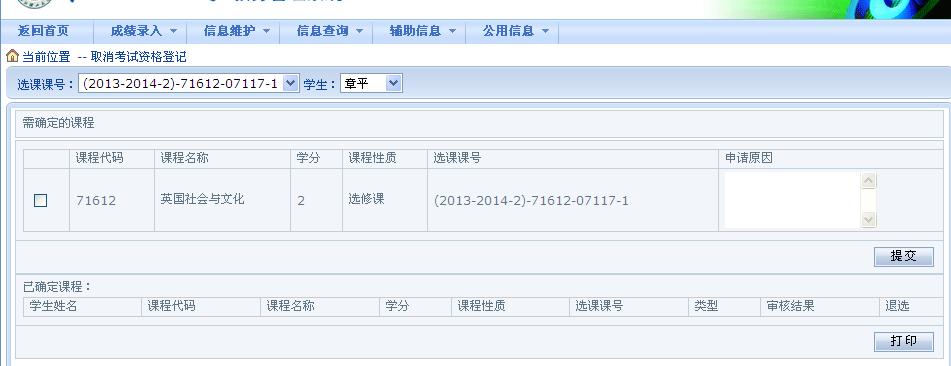 返回首页 成绩录入 信息维护 信息查询 辅助信息 公用信息
当前位置 -- 取消考试资格登记
选课课号： (2013-2014-2)-71612-07117-1 学生： 章平
需确定的课程
课程代码 课程名称 学分 课程性质 选课课号 申请原因
71612 英国社会与文化 2 选修课 (2013-2014-2)-71612-07117-1
提交
已确定课程：
学生姓名 课程代码 课程名称 学分 课程性质 选课课号 类型 审核结果 退选
打印